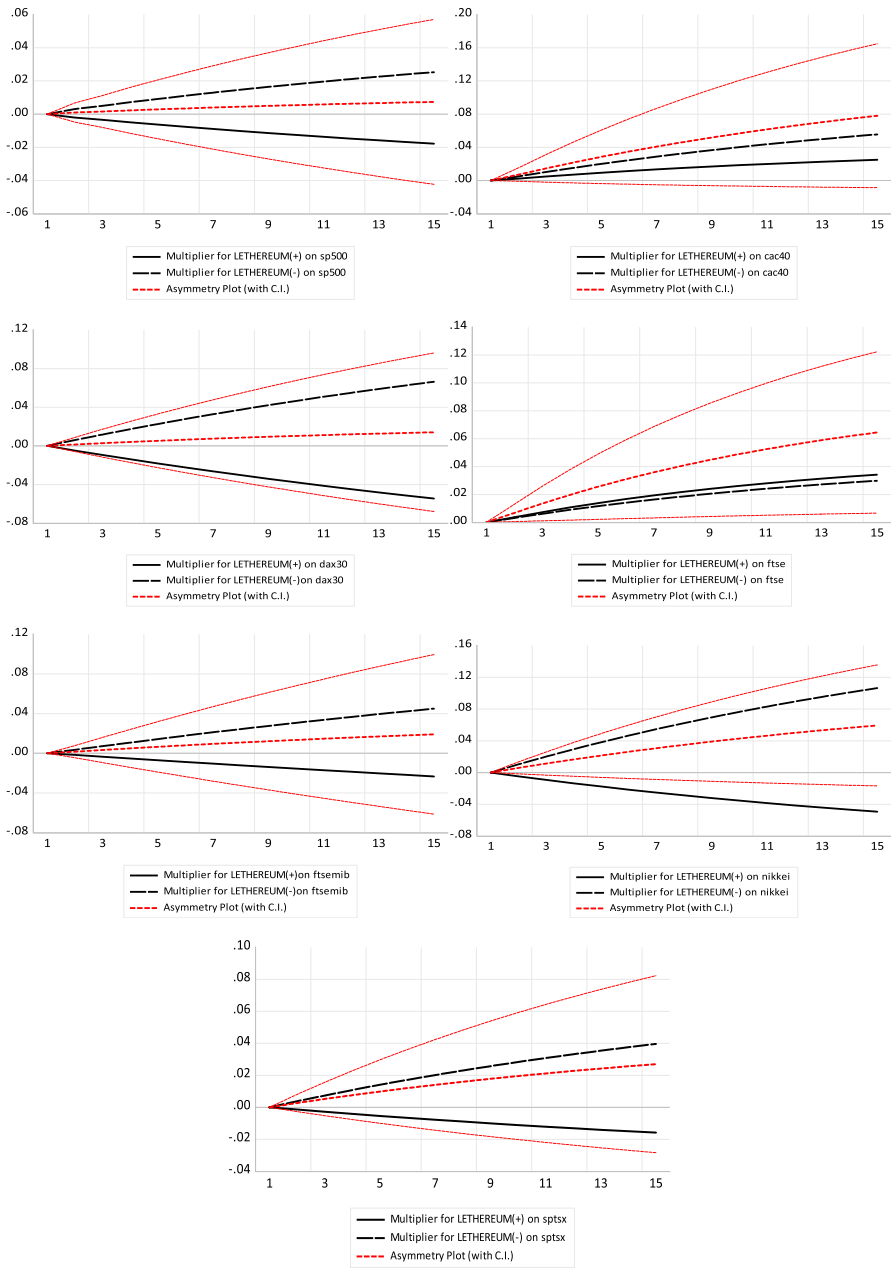 .06
.04
.02
.00
-.02
-.04
-.06
1 3 5 7 9 11 13 15
Multiplier for LETHEREUM(+) on sp500
Multiplier for LETHEREUM(-) on sp500
Asymmetry Plot (with C.I.)
.20
.16
.12
.08
.04
.00
-.04
1 3 5 7 9 11 13 15
Multiplier for LETHEREUM(+) on cac40
Multiplier for LETHEREUM(-) on cac40
Asymmetry Plot (with C.I.)
.12
.08
.04
.00
-.04
-.08
1 3 5 7 9 11 13 15
Multiplier for LETHEREUM(+) on dax30
Multiplier for LETHEREUM(-)on dax30
Asymmetry Plot (with C.I.)
.14
.12
.10
.08
.06
.04
.02
.00
1 3 5 7 9 11 13 15
Multiplier for LETHEREUM(+) on ftse
Multiplier for LETHEREUM(-) on ftse
Asymmetry Plot (with C.I.)
.12
.08
.04
.00
-.04
-.08
1 3 5 7 9 11 13 15
Multiplier for LETHEREUM(+)on ftsemib
Multiplier for LETHEREUM(-)on ftsemib
Asymmetry Plot (with C.I.)
.16
.12
.08
.04
.00
-.04
-.08
1 3 5 7 9 11 13 15
Multiplier for LETHEREUM(+) on nikkei
Multiplier for LETHEREUM(-) on nikkei
Asymmetry Plot (with C.I.)
.10
.08
.06
.04
.02
.00
-.02
-.04
1 3 5 7 9 11 13 15
Multiplier for LETHEREUM(+) on sptsx
Multiplier for LETHEREUM(-) on sptsx
Asymmetry Plot (with C.I.)